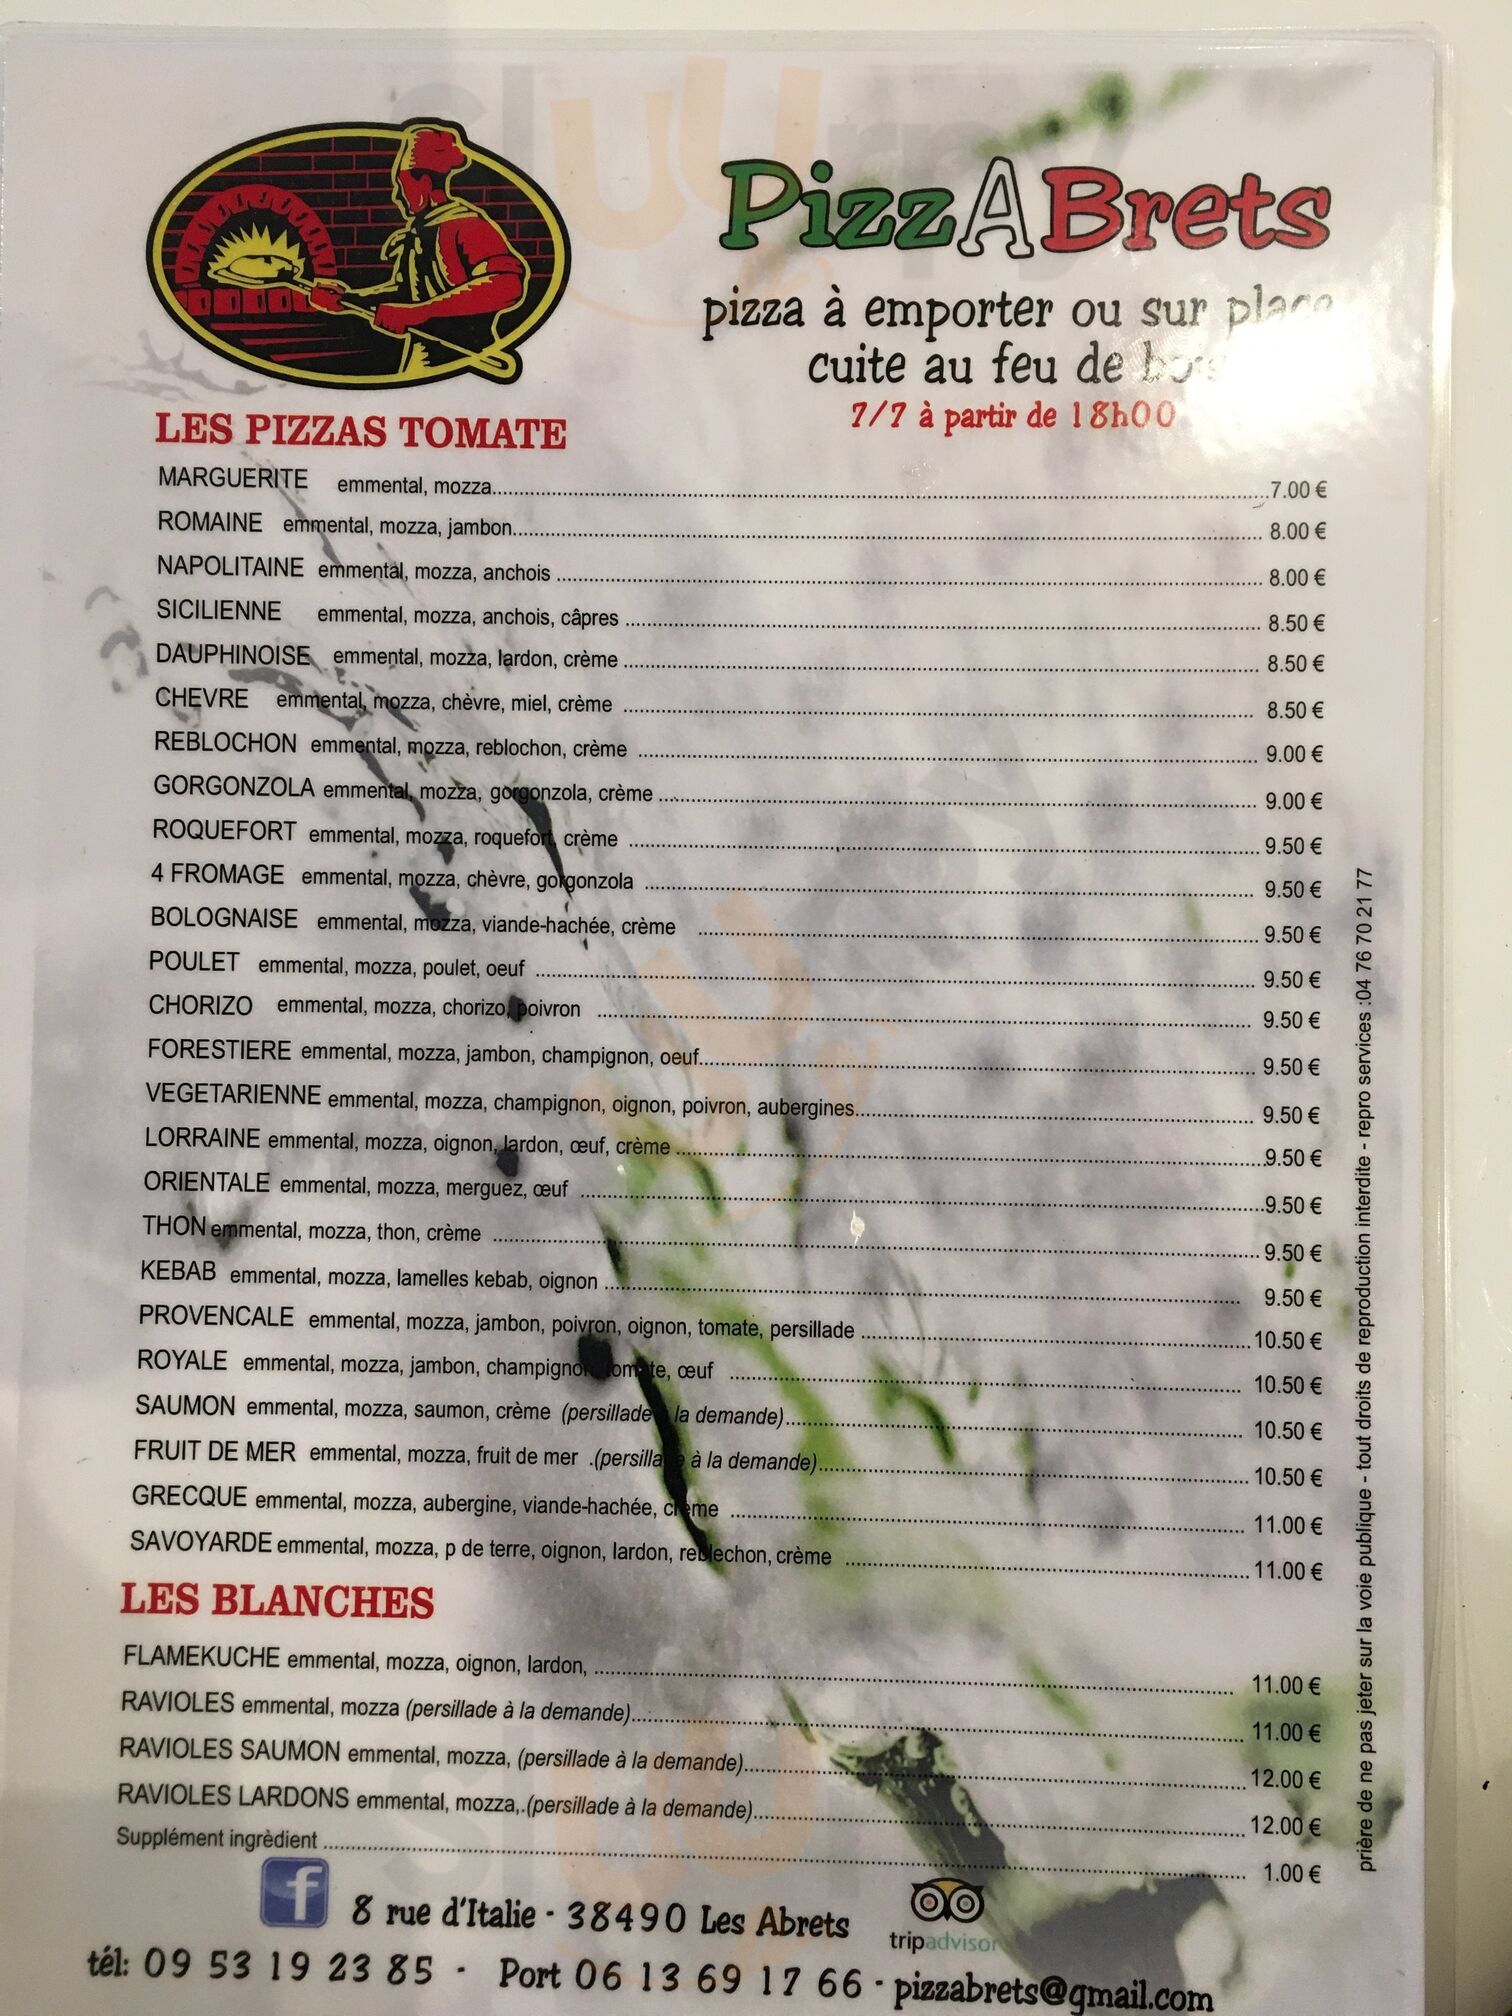 PizzABrets
pizza à emporter ou sur place
cuite au feu de bois
7/7 à partir de 18h00
LES PIZZAS TOMATE
MARGUERITE emmental, mozza 7.00 €
ROMAINE emmental, mozza, jambon 8.00 €
NAPOLITAINE emmental, mozza, anchois 8.00 €
SICILIENNE emmental, mozza, anchois, câpres 8.50 €
DAUPHINOISE emmental, mozza, lardon, crème 8.50 €
CHEVRE emmental, mozza, chèvre, miel, crème 8.50 €
REBLOCHON emmental, mozza, reblochon, crème 9.00 €
GORGONZOLA emmental, mozza, gorgonzola, crème 9.00 €
ROQUEFORT emmental, mozza, roquefort, crème 9.50 €
4 FROMAGE emmental, mozza, chèvre, gorgonzola 9.50 €
BOLOGNAISE emmental, mozza, viande-hachée, crème 9.50 €
POULET emmental, mozza, poulet, oeuf 9.50 €
CHORIZO emmental, mozza, chorizo, poivron 9.50 €
FORESTIERE emmental, mozza, jambon, champignon, oeuf 9.50 €
VEGETARIENNE emmental, mozza, champignon, oignon, poivron, aubergines 9.50 €
LORRAINE emmental, mozza, oignon, lardon, œuf, crème 9.50 €
ORIENTALE emmental, mozza, merguez, œuf 9.50 €
THON emmental, mozza, thon, crème 9.50 €
KEBAB emmental, mozza, lamelles kebab, oignon 9.50 €
PROVENCALE emmental, mozza, jambon, poivron, oignon, tomate, persillade 10.50 €
ROYALE emmental, mozza, jambon, champignon, tomate, œuf 10.50 €
SAUMON emmental, mozza, saumon, crème (persillade à la demande) 10.50 €
FRUIT DE MER emmental, mozza, fruit de mer .(persillade à la demande) 10.50 €
GRECQUE emmental, mozza, aubergine, viande-hachée, crème 11.00 €
SAVOYARDE emmental, mozza, p de terre, oignon, lardon, reblechon, crème 11.00 €
LES BLANCHES
FLAMEKUCHE emmental, mozza, oignon, lardon, 11.00 €
RAVIOLES emmental, mozza (persillade à la demande) 11.00 €
RAVIOLES SAUMON emmental, mozza, (persillade à la demande) 12.00 €
RAVIOLES LARDONS emmental, mozza,.(persillade à la demande) 12.00 €
Supplément ingrèdient 1.00 €
f
8 rue d'Italie - 38490 Les Abrets
tripadvisor
tél: 09 53 19 23 85 - Port 06 13 69 17 66 - pizzabrets@gmail.com
prière de ne pas jeter sur la voie publique - tout droits de reproduction interdite - repro services :04 76 70 21 77
sluurpy